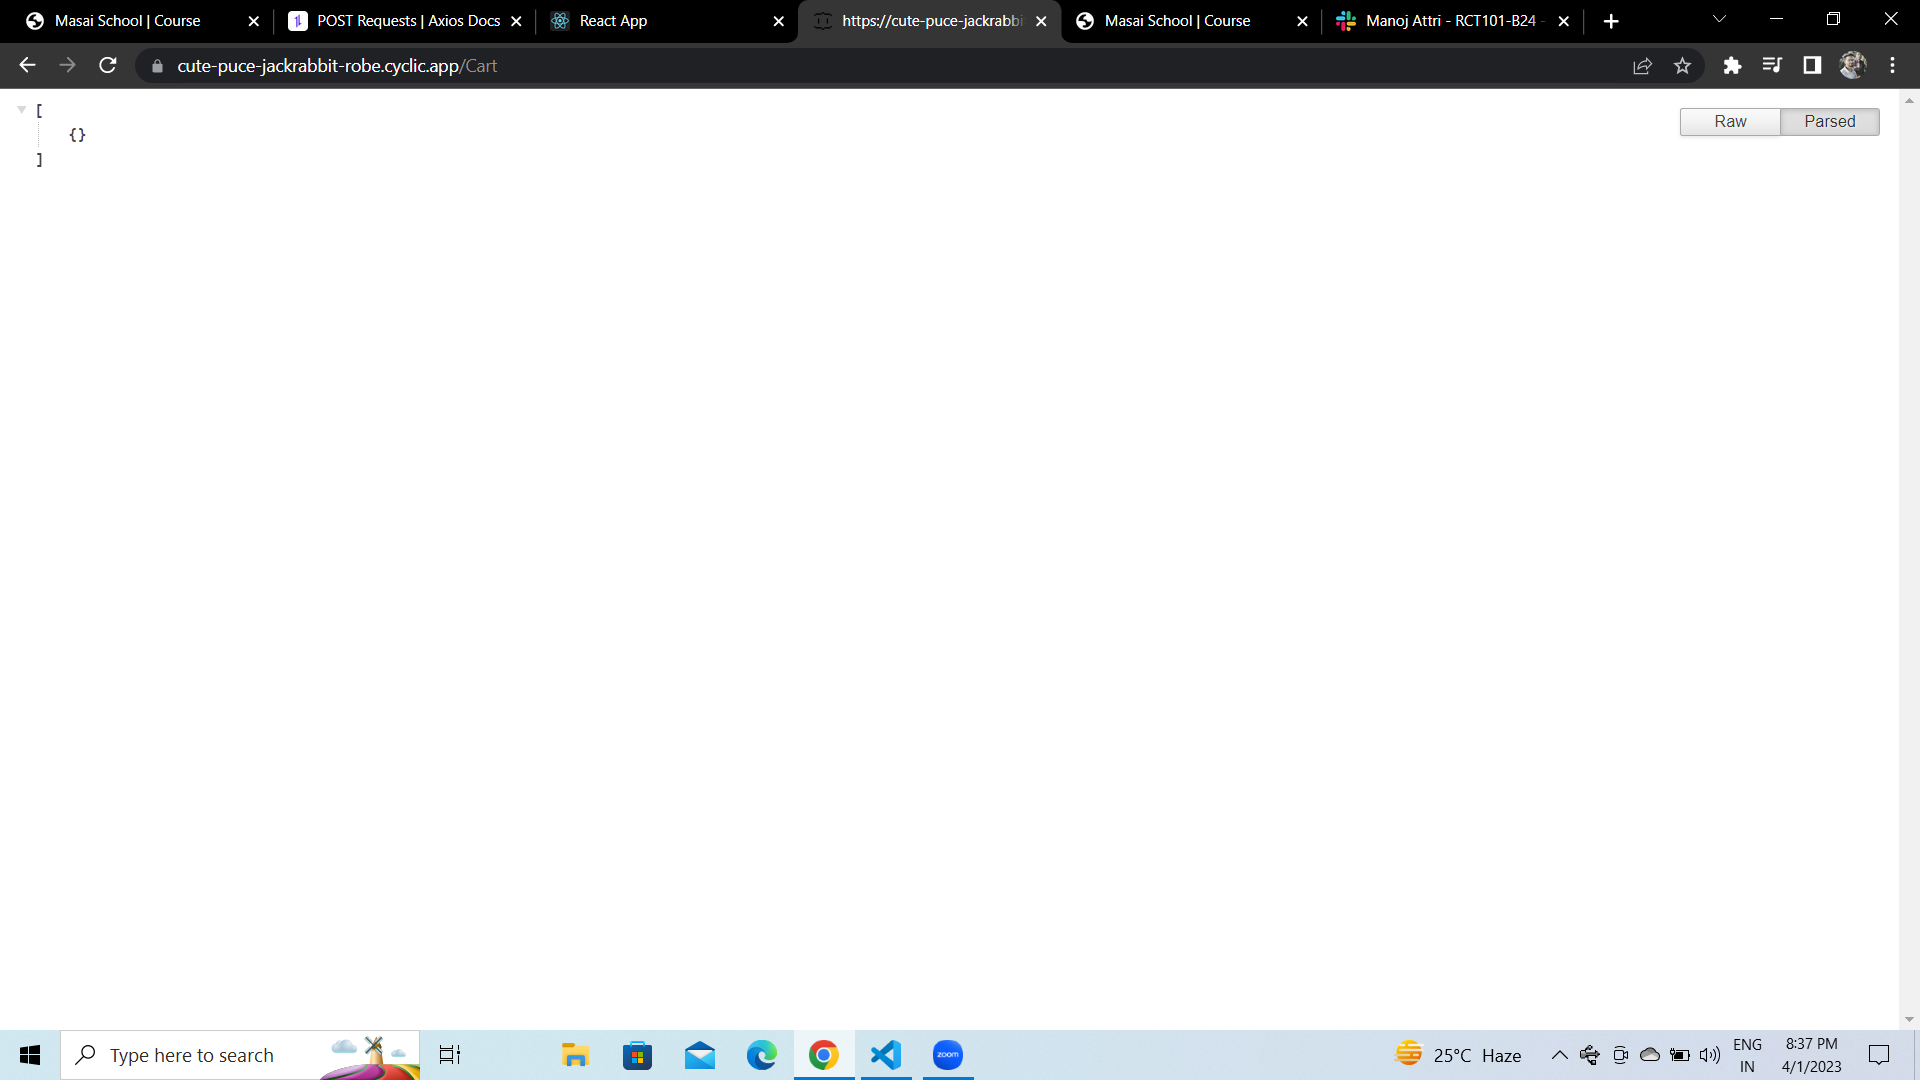 Masai School | Course
POST Requests | Axios Docs
React App
https://cute-puce-jackrabbi
Masai School | Course
Manoj Attri - RCT101-B24 -
cute-puce-jackrabbit-robe.cyclic.app/Cart
[
{}
]
Raw
Parsed
Type here to search
zoom
25°C Haze
ENG
IN
8:37 PM
4/1/2023